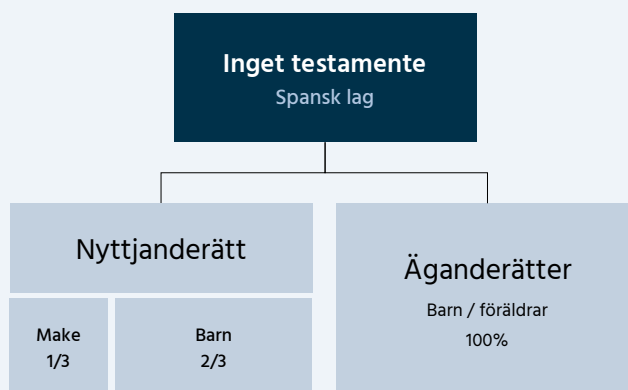 Inget testamente
Spansk lag
Nyttjanderätt
Make
1/3
Barn
2/3
Äganderätter
Barn / föräldrar
100%